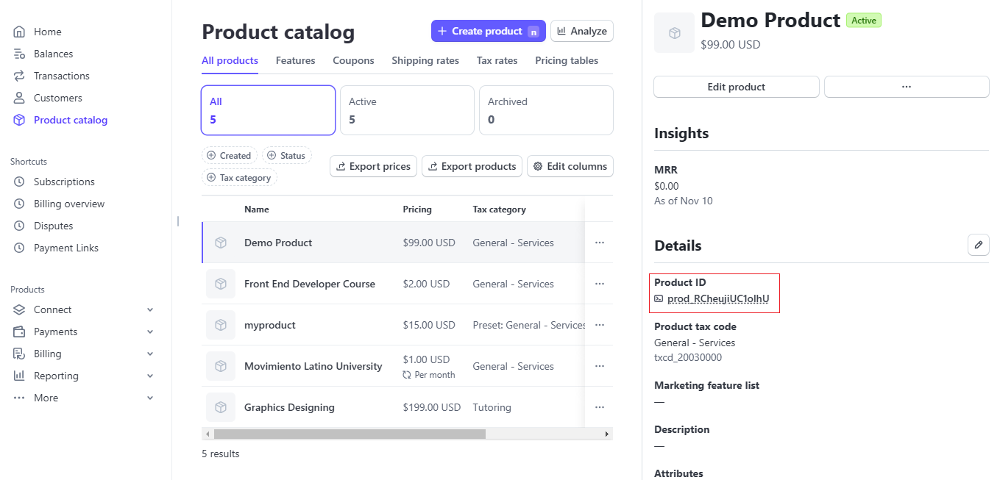 Home
Balances
Transactions
Customers
Product catalog
Shortcuts
Subscriptions
Billing overview
Disputes
Payment Links
Products
Connect
Payments
Billing
Reporting
More
Product catalog
Create product n
Analyze
All products Features Coupons Shipping rates Tax rates Pricing tables
All
5
Active
5
Archived
0
Created Status
Tax category
Export prices Export products Edit columns
Name Pricing Tax category
Demo Product $99.00 USD General - Services
Front End Developer Course $2.00 USD General - Services
myproduct $15.00 USD Preset: General - Services
Movimiento Latino University $1.00 USD General - Services
Per month
Graphics Designing $199.00 USD Tutoring
5 results
Demo Product Active
$99.00 USD
Edit product
Insights
MRR
$0.00
As of Nov 10
Details
Product ID
prod_RCheujiUC1olhU
Product tax code
General - Services
txcd_20030000
Marketing feature list
—
Description
—
Attributes